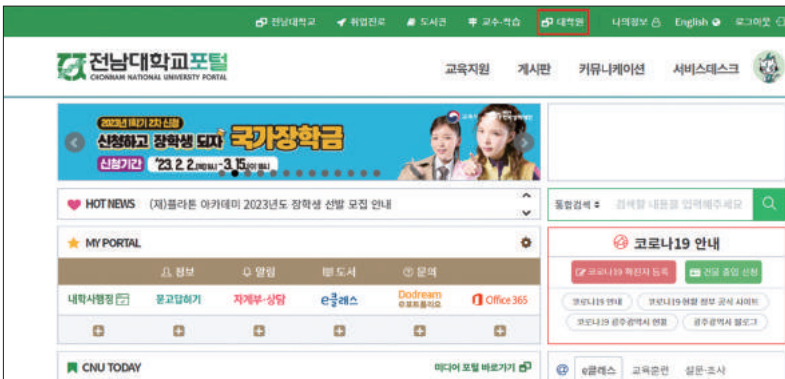 전남대학교 취업진로 도서관 교수-학습 대학원 나의정보 English 로그아웃
전남대학교포털
CHONNAM NATIONAL UNIVERSITY PORTAL
교육지원 게시판 커뮤니케이션 서비스데스크
2023년 1학기 2차 신청
신청하고 장학생 되자 국가장학금
신청기간 '23. 2. 2. - 3. 15.
HOT NEWS (재)플라톤 아카데미 2023년도 장학생 선발 모집 안내
통합검색 검색할 내용을 입력해주세요
MY PORTAL
정보 알림 도서 문의
내학사행정 묻고답하기 자계부·상담 e클래스 Dodream e포트폴리오 Office 365
코로나19 안내
코로나19 확진자 등록 건물 출입 신청
코로나19 안내 코로나19 현황 정부 공식 사이트
코로나19 광주광역시 현황 광주광역시 블로그
CNU TODAY 미디어 포털 바로가기
@ e클래스 교육훈련 설문·조사